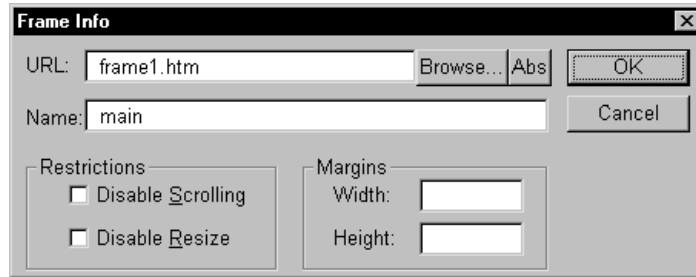 Frame Info
URL: frame1.htm Browse... Abs OK
Name: main Cancel
Restrictions Margins
Disable Scrolling Width:
Disable Resize Height: